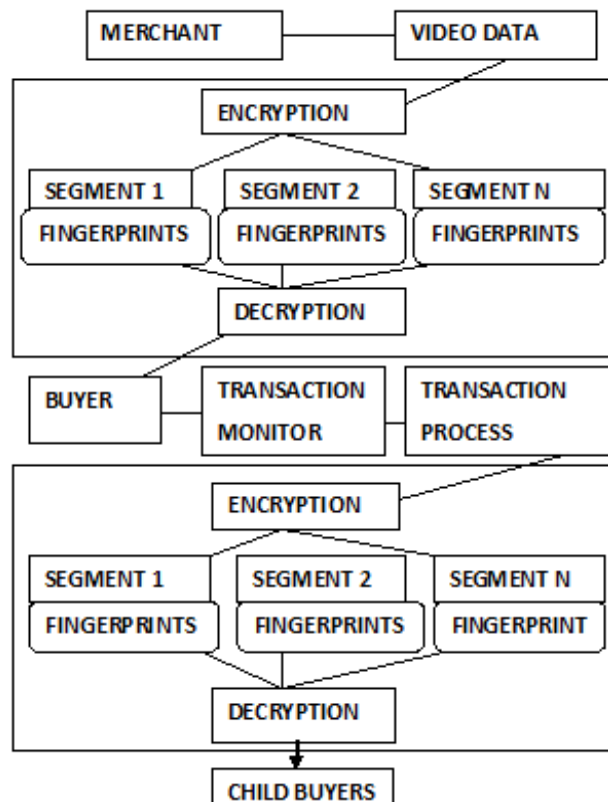 MERCHANT
VIDEO DATA
ENCRYPTION
SEGMENT 1
SEGMENT 2
SEGMENT N
FINGERPRINTS
FINGERPRINTS
FINGERPRINTS
DECRYPTION
BUYER
TRANSACTION
MONITOR
TRANSACTION
PROCESS
ENCRYPTION
SEGMENT 1
SEGMENT 2
SEGMENT N
FINGERPRINTS
FINGERPRINTS
FINGERPRINT
DECRYPTION
CHILD BUYERS